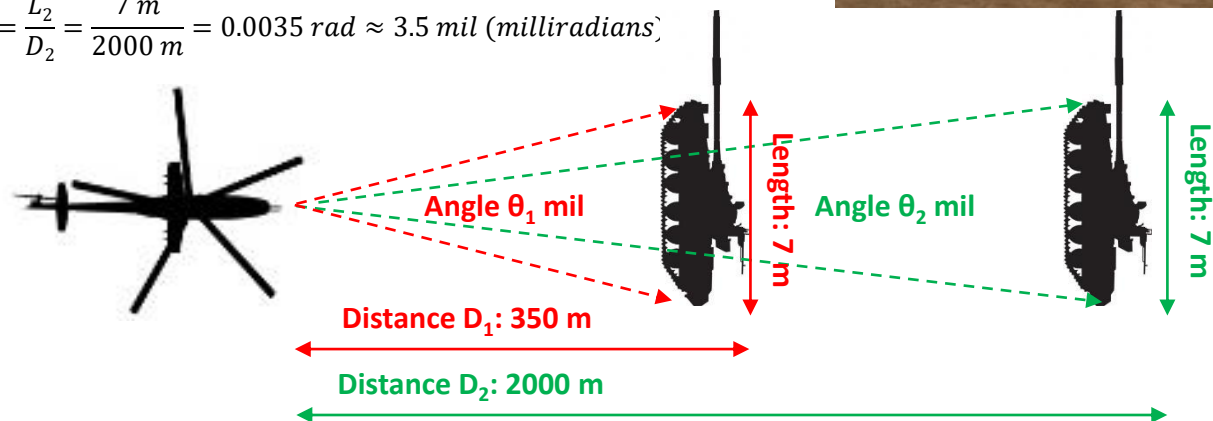 = L₂/D₂ = 7 m/2000 m = 0.0035 rad ≈ 3.5 mil (milliradians)
Angle θ₁ mil
Length: 7 m
Angle θ₂ mil
Length: 7 m
Distance D₁: 350 m
Distance D₂: 2000 m